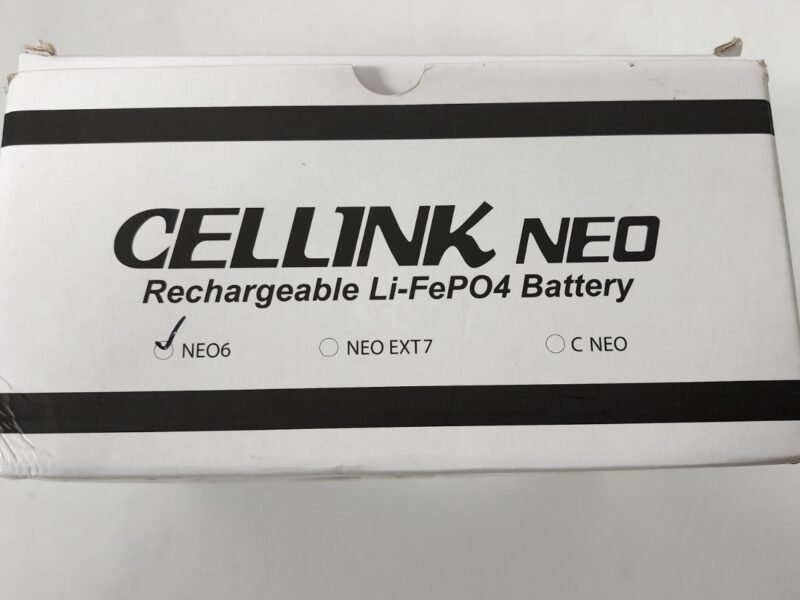 CELLINK NEO
Rechargeable Li-FePO4 Battery
NEO6 NEO EXT7 C NEO